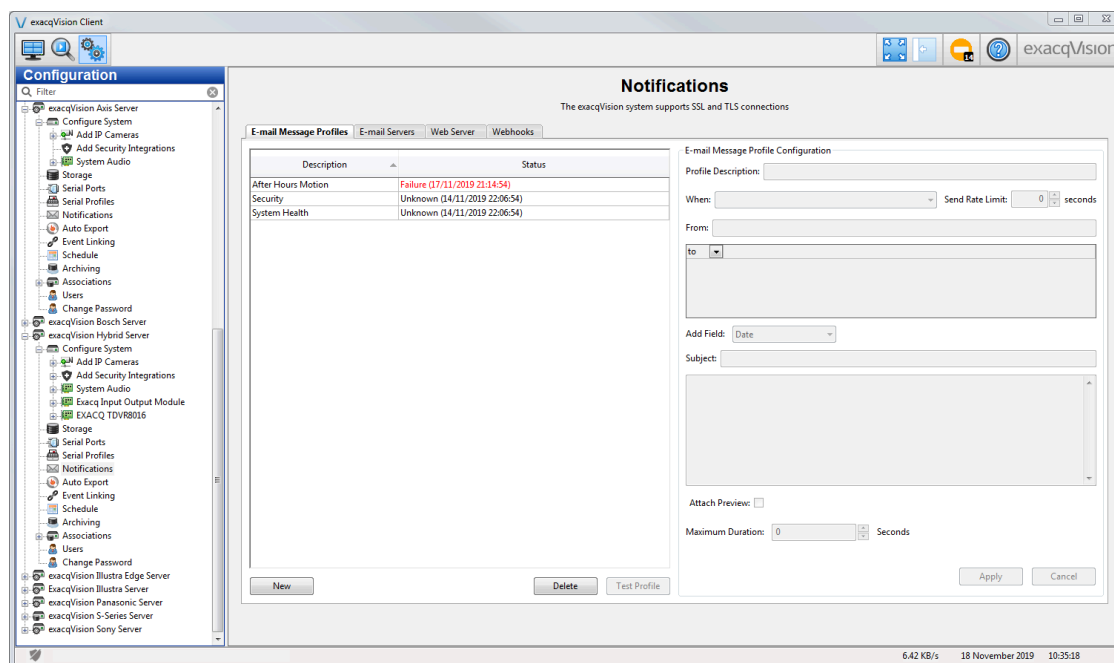 exacqVision Client
14
exacqVision
Configuration
Filter
exacqVision Axis Server
Configure System
Add IP Cameras
Add Security Integrations
System Audio
Storage
Serial Ports
Serial Profiles
Notifications
Auto Export
Event Linking
Schedule
Archiving
Associations
Users
Change Password
exacqVision Bosch Server
exacqVision Hybrid Server
Configure System
Add IP Cameras
Add Security Integrations
System Audio
Exacq Input Output Module
EXACQ TDVR8016
Storage
Serial Ports
Serial Profiles
Notifications
Auto Export
Event Linking
Schedule
Archiving
Associations
Users
Change Password
exacqVision Illustra Edge Server
ExacqVision Illustra Server
exacqVision Panasonic Server
exacqVision S-Series Server
exacqVision Sony Server
Notifications
The exacqVision system supports SSL and TLS connections
E-mail Message Profiles E-mail Servers Web Server Webhooks
Description Status
After Hours Motion Failure (17/11/2019 21:14:54)
Security Unknown (14/11/2019 22:06:54)
System Health Unknown (14/11/2019 22:06:54)
New Delete Test Profile
E-mail Message Profile Configuration
Profile Description:
When: Send Rate Limit: 0 seconds
From:
to
Add Field: Date
Subject:
Attach Preview:
Maximum Duration: 0 Seconds
Apply Cancel
6.42 KB/s 18 November 2019 10:35:18